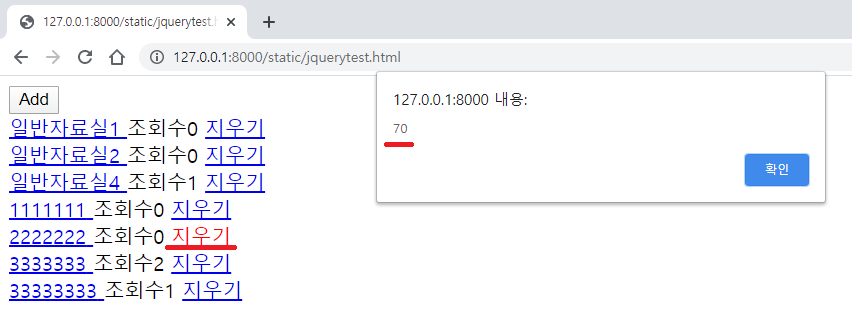 127.0.0.1:8000/static/jquerytest.h
127.0.0.1:8000/static/jquerytest.html
127.0.0.1:8000 내용:
70
확인
Add
일반자료실1 조회수0 지우기
일반자료실2 조회수0 지우기
일반자료실4 조회수1 지우기
1111111 조회수0 지우기
2222222 조회수0 지우기
3333333 조회수2 지우기
33333333 조회수1 지우기